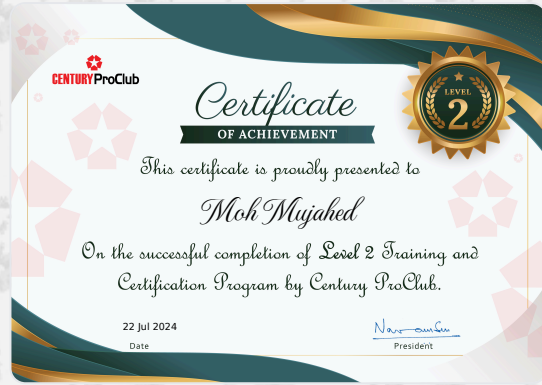 CENTURY ProClub
LEVEL
2
Certificate
OF ACHIEVEMENT
This certificate is proudly presented to
Moh Mujahed
On the successful completion of Level 2 Training and
Certification Program by Century ProClub.
22 Jul 2024
Date
President